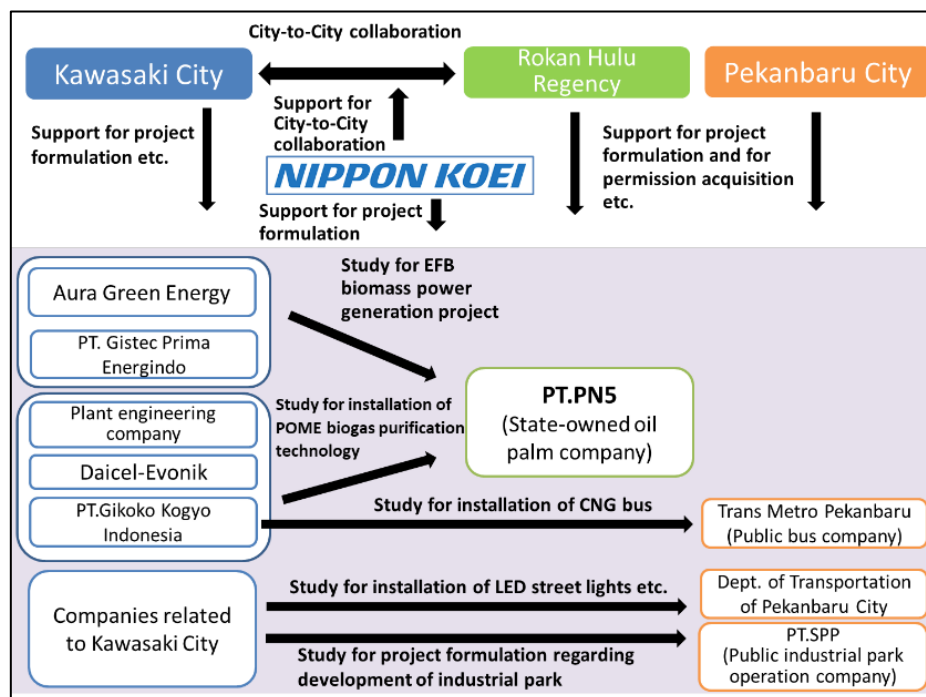 City-to-City collaboration
Kawasaki City
Rokan Hulu
Regency
Pekanbaru City
Support for project
formulation etc.
Support for
City-to-City
collaboration
NIPPON KOEI
Support for project
formulation
Support for project
formulation and for
permission acquisition
etc.
Study for EFB
biomass power
generation project
Aura Green Energy
PT. Gistec Prima
Energindo
Plant engineering
company
Daicel-Evonik
PT.Gikoko Kogyo
Indonesia
Study for installation of
POME biogas purification
technology
PT.PN5
(State-owned oil
palm company)
Study for installation of CNG bus
Trans Metro Pekanbaru
(Public bus company)
Companies related
to Kawasaki City
Study for installation of LED street lights etc.
Dept. of Transportation
of Pekanbaru City
Study for project formulation regarding
development of industrial park
PT.SPP
(Public industrial park
operation company)